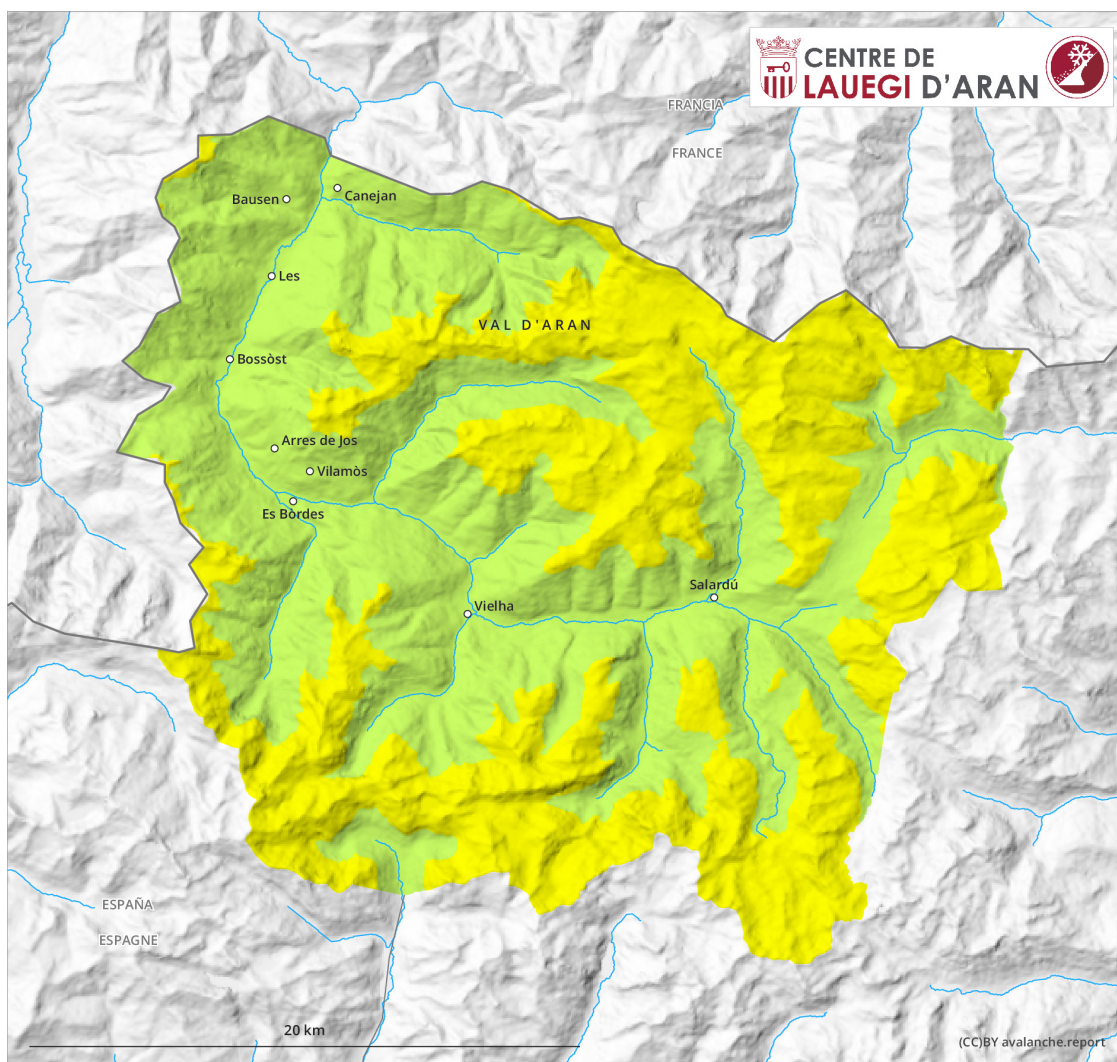 CENTRE DE
LAUEGI D'ARAN
FRANCIA
FRANCE
Bausen
Canejan
Les
VAL D'ARAN
Bossòst
Arres de Jos
Vilamòs
Es Bòrdes
Salardú
Vielha
ESPAÑA
ESPAGNE
20 km
(CC)BY avalanche.report